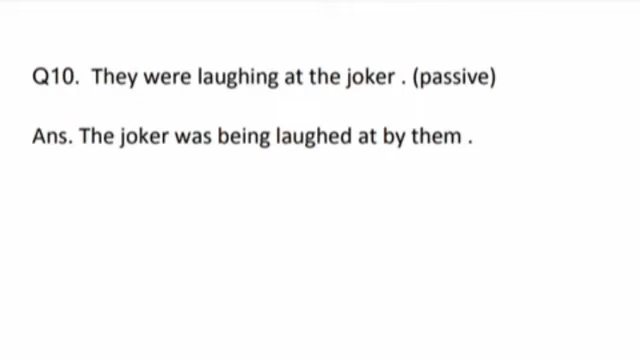 Q10. They were laughing at the joker . (passive)
Ans. The joker was being laughed at by them .